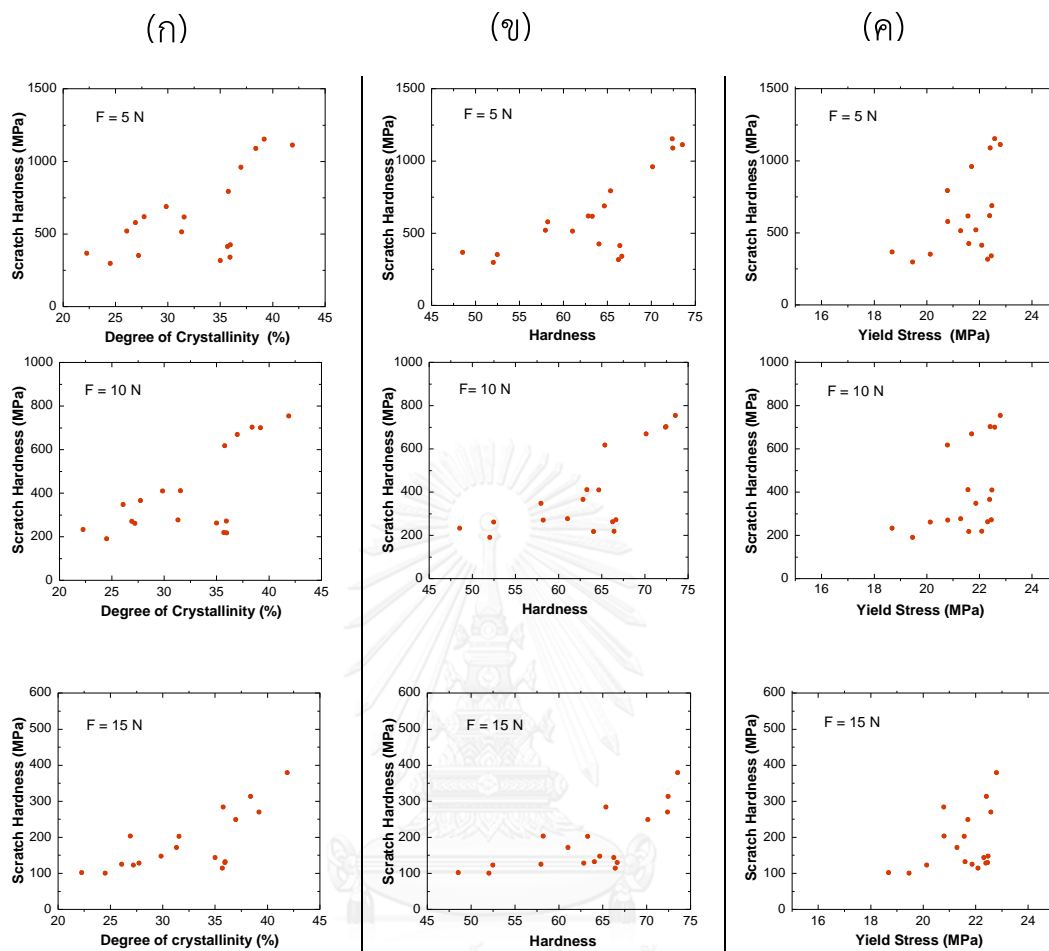 (ก) (ข) (ค)
1500 1500 1500
F = 5 N F = 5 N F = 5 N
Scratch Hardness (MPa) Scratch Hardness (MPa) Scratch Hardness (MPa)
1000 1000 1000
500 500 500
0 0 0
20 25 30 35 40 45 45 50 55 60 65 70 75 16 18 20 22 24
Degree of Crystallinity (%) Hardness Yield Stress (MPa)
1000 1000 1000
F = 10 N F= 10 N F = 10 N
800 800 800
Scratch Hardness (MPa) Scratch Hardness (MPa) Scratch Hardness (MPa)
600 600 600
400 400 400
200 200 200
0 0 0
20 25 30 35 40 45 45 50 55 60 65 70 75 16 18 20 22 24
Degree of Crystallinity (%) Hardness Yield Stress (MPa)
600 600 600
F = 15 N F = 15 N F = 15 N
500 500 500
Scratch Hardness (MPa) Scratch Hardness (MPa) Scratch Hardness (MPa)
400 400 400
300 300 300
200 200 200
100 100 100
0 0 0
20 25 30 35 40 45 45 50 55 60 65 70 75 16 18 20 22 24
Degree of crystallinity (%) Hardness Yield Stress (MPa)